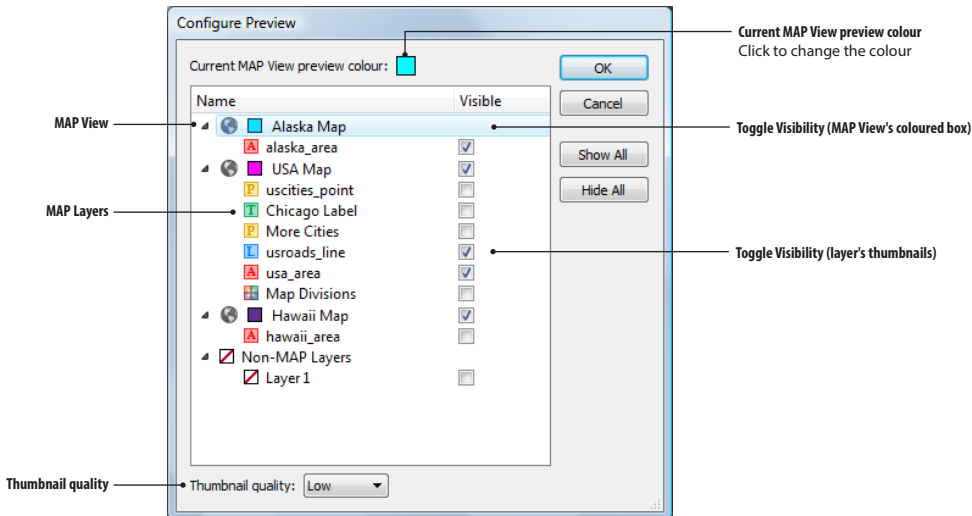 Configure Preview
Current MAP View preview colour
Click to change the colour
Current MAP View preview colour:
OK
Name Visible
Cancel
MAP View
Alaska Map
Toggle Visibility (MAP View's coloured box)
A alaska_area
Show All
USA Map
P uscities_point
Hide All
MAP Layers
T Chicago Label
P More Cities
L usroads_line
Toggle Visibility (layer's thumbnails)
A usa_area
Map Divisions
Hawaii Map
A hawaii_area
Non-MAP Layers
Layer 1
Thumbnail quality
Thumbnail quality: Low